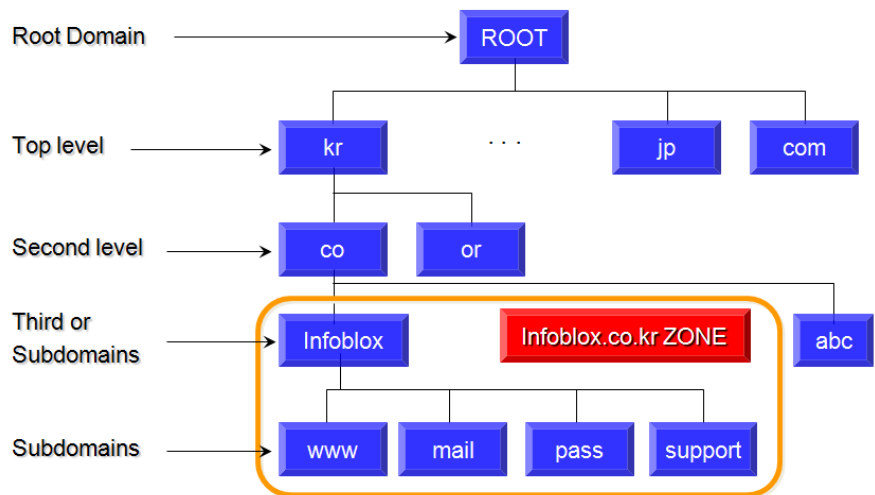 Root Domain
ROOT
Top level
kr
. . .
jp
com
Second level
co
or
Third or
Subdomains
Infoblox
Infoblox.co.kr ZONE
abc
Subdomains
www
mail
pass
support